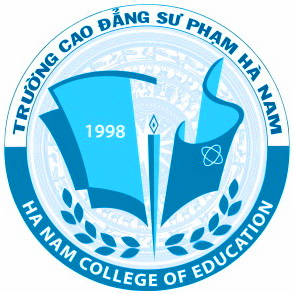 TRƯỜNG CAO ĐẲNG SƯ PHẠM HÀ NAM
1998
HA NAM COLLEGE OF EDUCATION